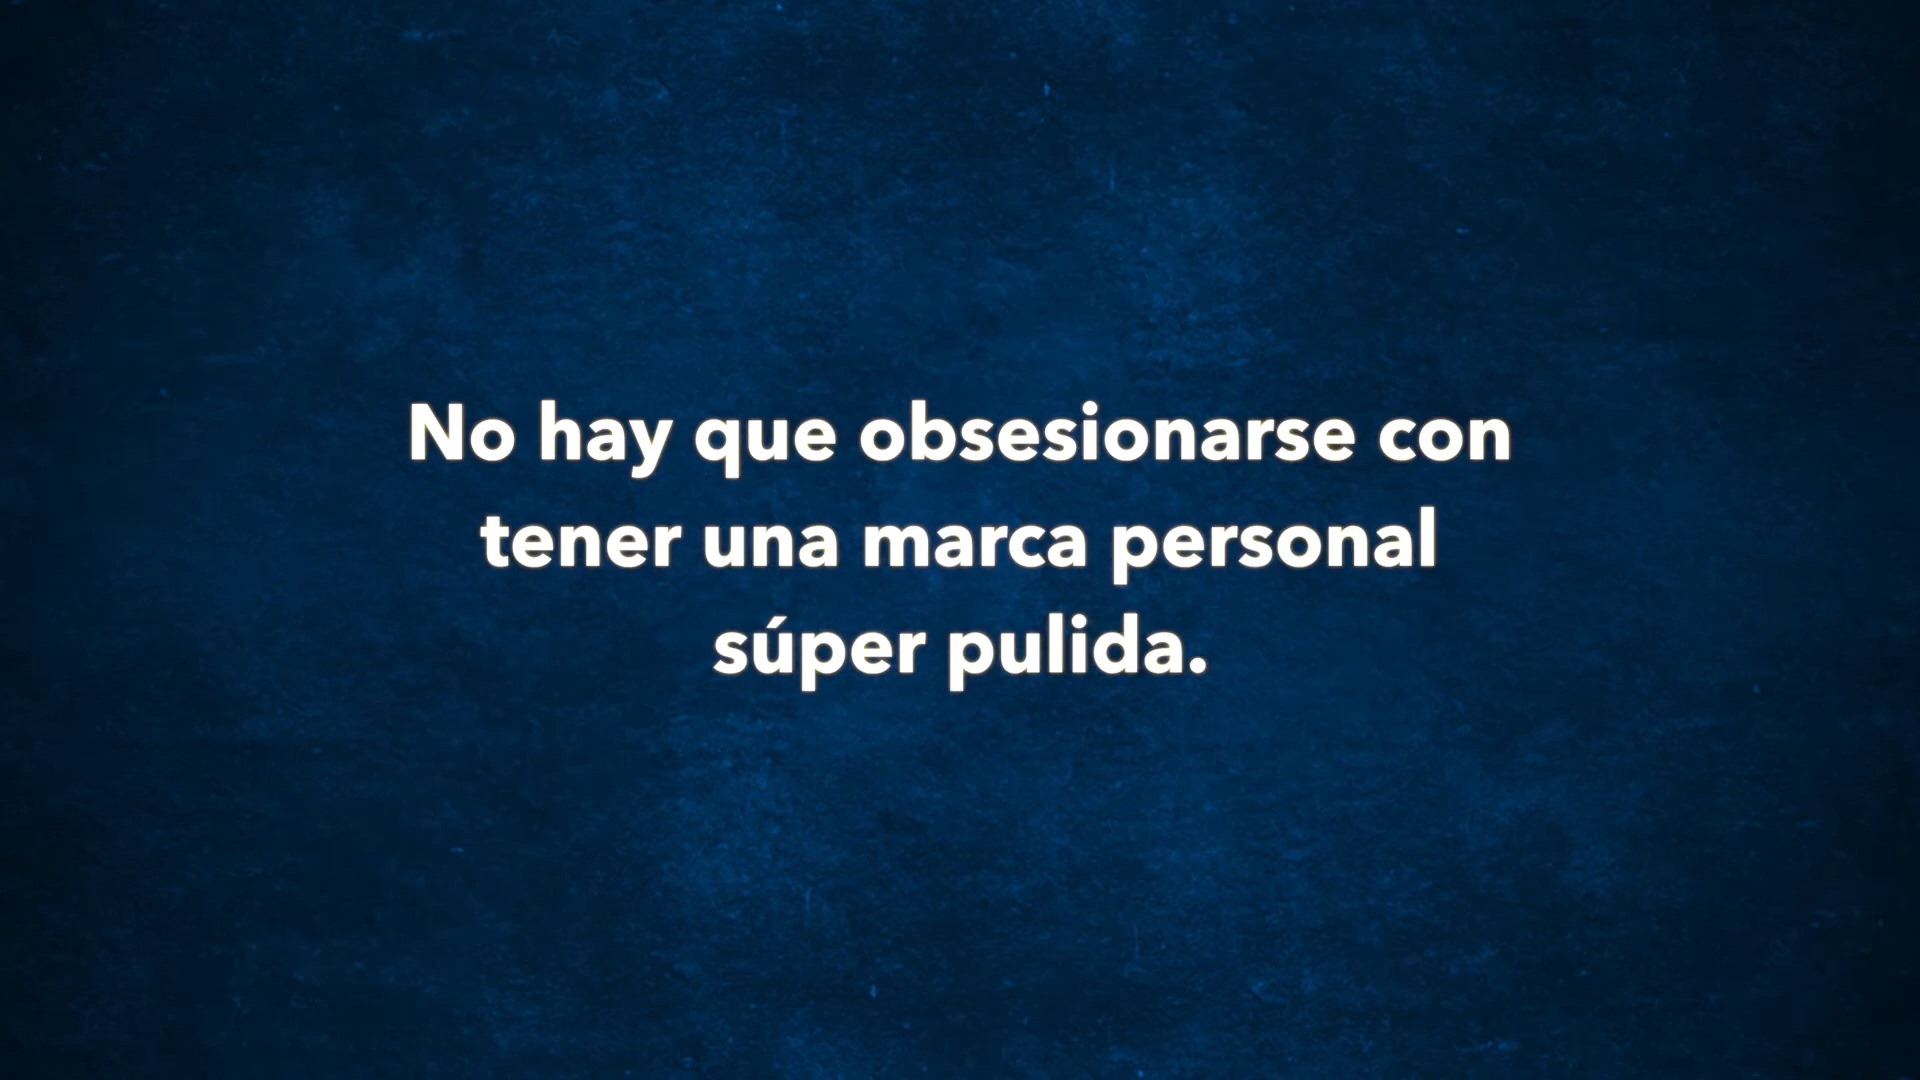 No hay que obsesionarse con
tener una marca personal
súper pulida.